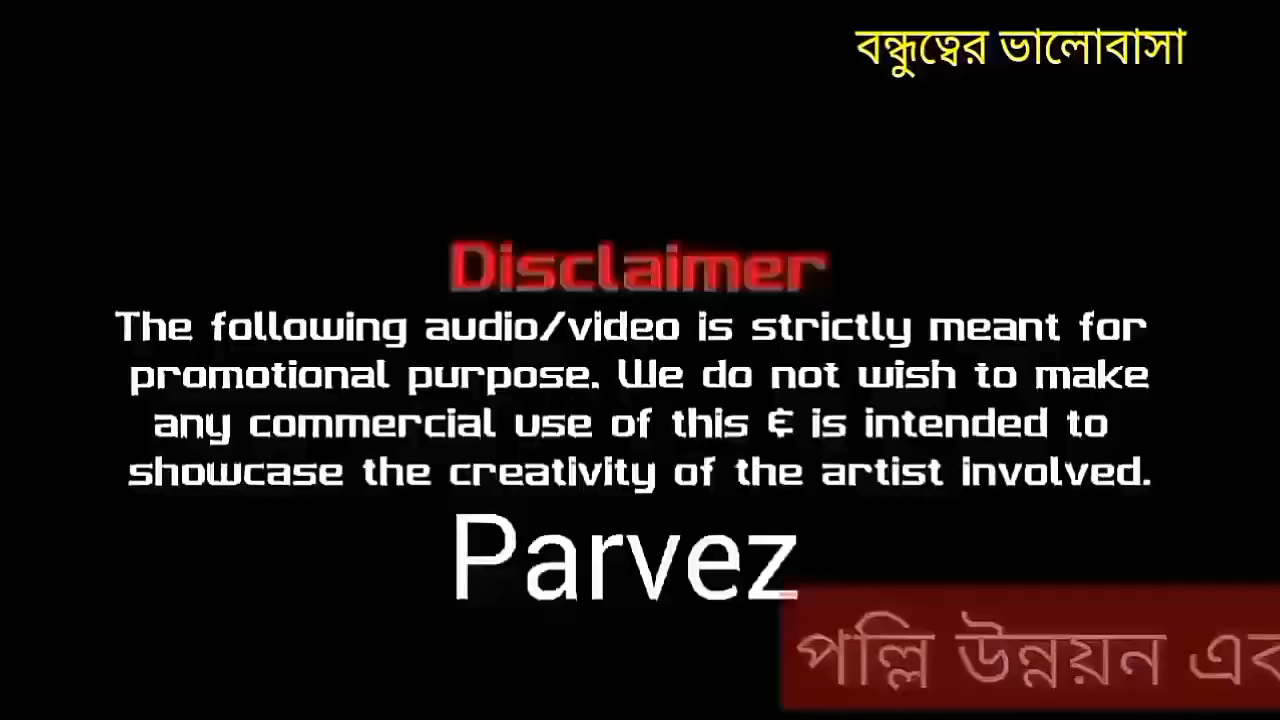 বন্ধুত্বের ভালোবাসা
Disclaimer
The following audio/video is strictly meant for
promotional purpose. We do not wish to make
any commercial use of this & is intended to
showcase the creativity of the artist involved.
Parvez
পল্লি উন্নয়ন